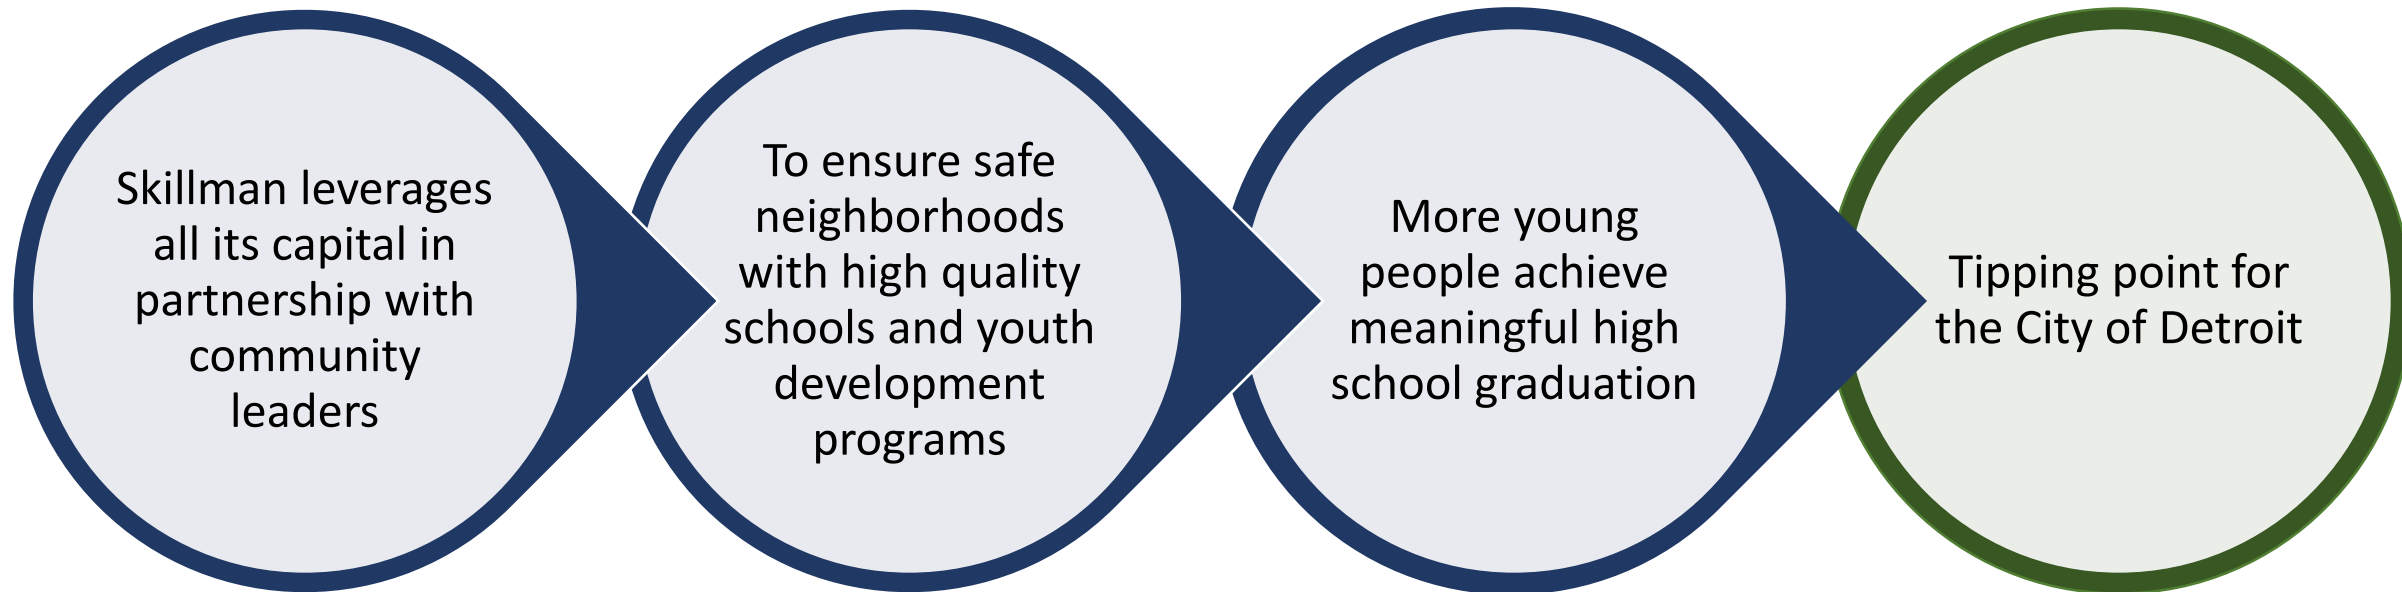 Skillman leverages
all its capital in
partnership with
community
leaders
To ensure safe
neighborhoods
with high quality
schools and youth
development
programs
More young
people achieve
meaningful high
school graduation
Tipping point for
the City of Detroit